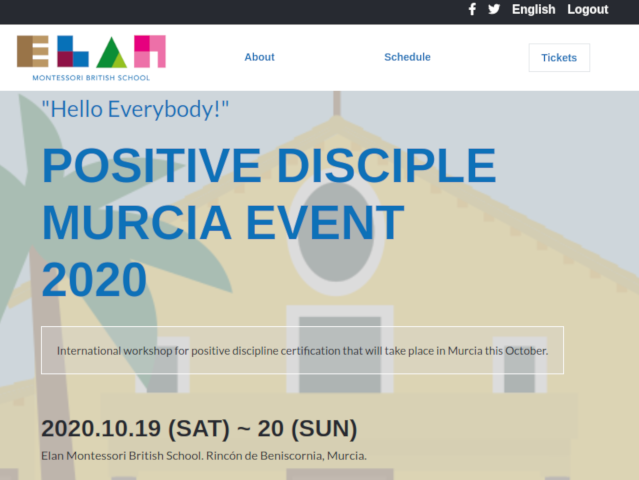 English Logout
ELAN
MONTESSORI BRITISH SCHOOL
About Schedule Tickets
"Hello Everybody!"
POSITIVE DISCIPLE
MURCIA EVENT
2020
International workshop for positive discipline certification that will take place in Murcia this October.
2020.10.19 (SAT) ~ 20 (SUN)
Elan Montessori British School. Rincón de Beniscornia, Murcia.